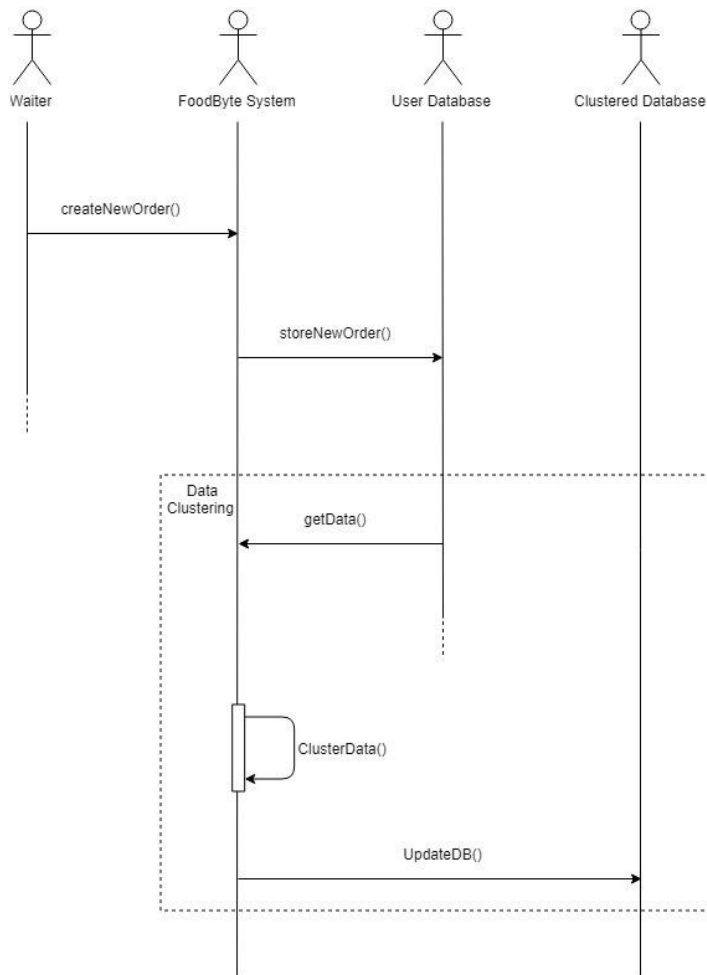 Waiter
FoodByte System
User Database
Clustered Database
createNewOrder()
storeNewOrder()
Data
Clustering
getData()
ClusterData()
UpdateDB()